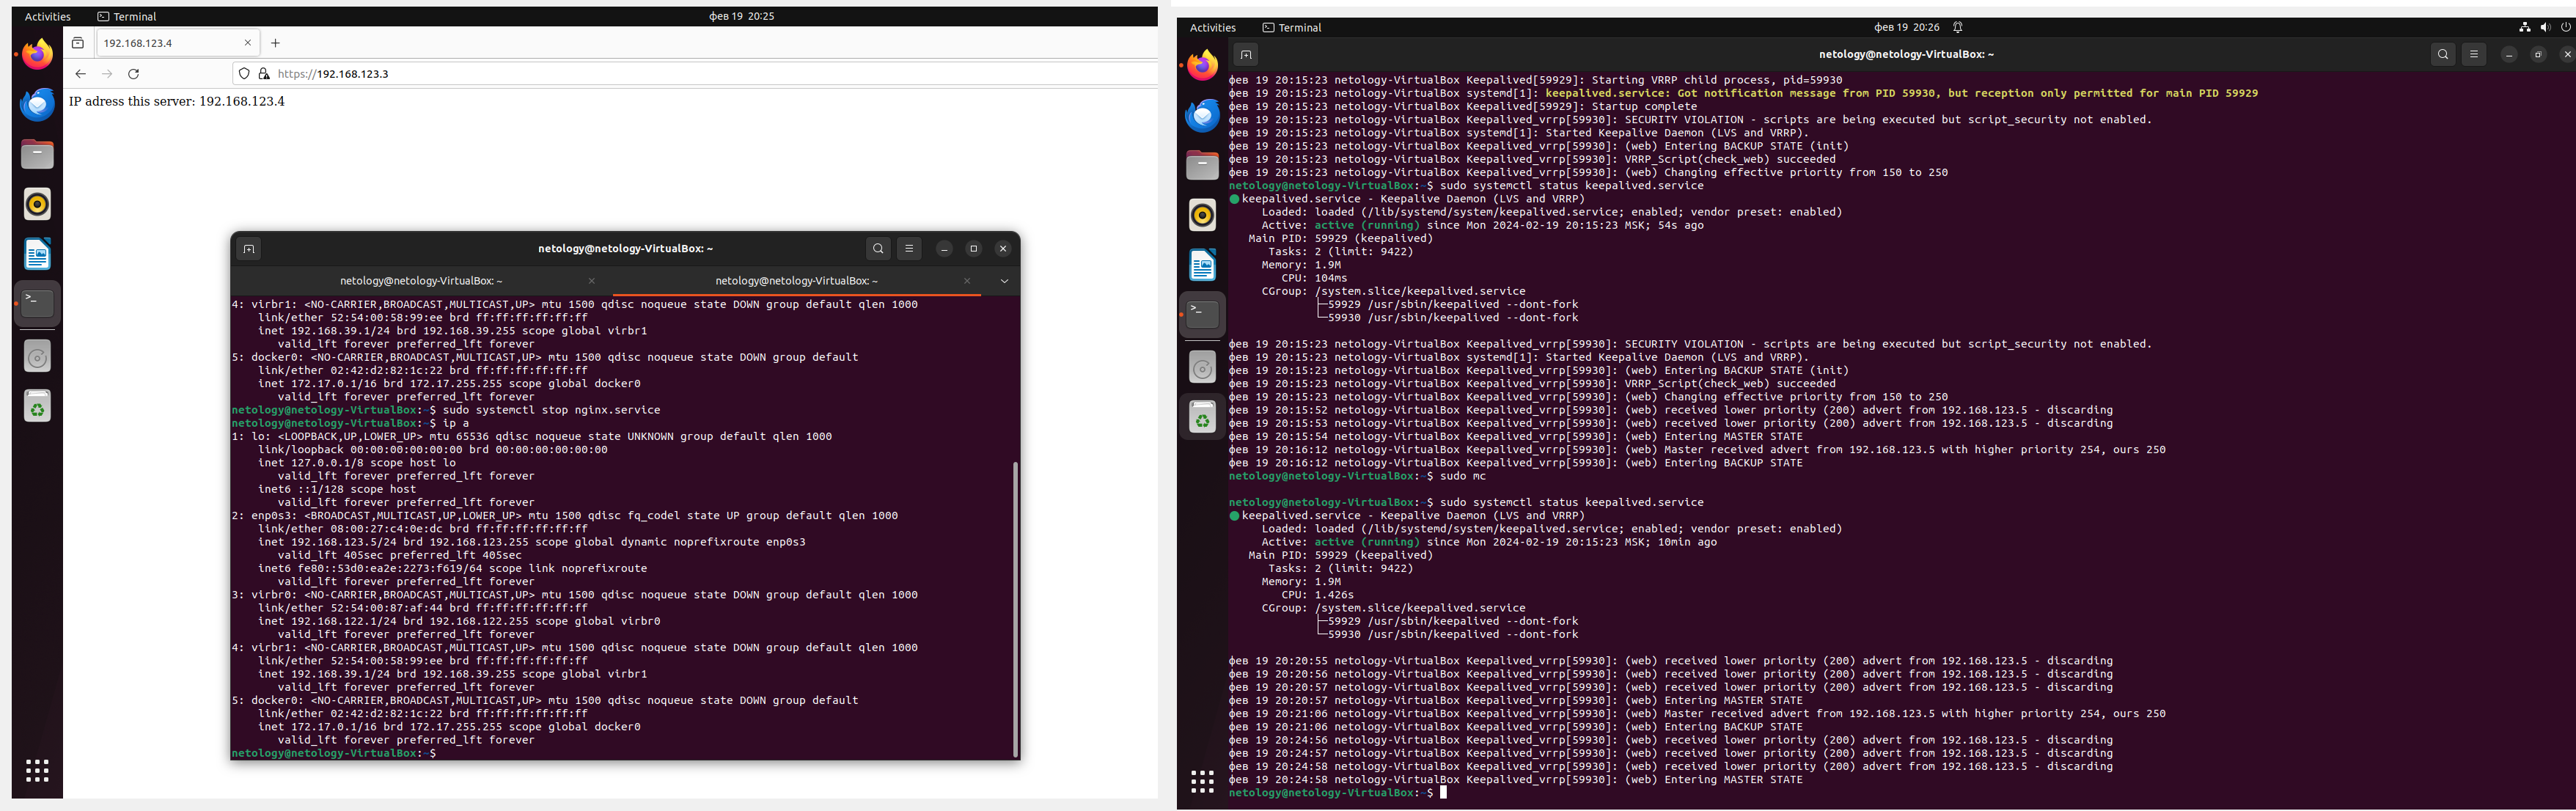 Activities
Terminal
фев 19 20:25
192.168.123.4
https://192.168.123.3
IP adress this server: 192.168.123.4
netology@netology-VirtualBox: ~
netology@netology-VirtualBox: ~
netology@netology-VirtualBox: ~
4: virbr1: <NO-CARRIER,BROADCAST,MULTICAST,UP> mtu 1500 qdisc noqueue state DOWN group default qlen 1000
link/ether 52:54:00:58:99:ee brd ff:ff:ff:ff:ff:ff
inet 192.168.39.1/24 brd 192.168.39.255 scope global virbr1
valid_lft forever preferred_lft forever
5: docker0: <NO-CARRIER,BROADCAST,MULTICAST,UP> mtu 1500 qdisc noqueue state DOWN group default
link/ether 02:42:d2:82:1c:22 brd ff:ff:ff:ff:ff:ff
inet 172.17.0.1/16 brd 172.17.255.255 scope global docker0
valid_lft forever preferred_lft forever
netology@netology-VirtualBox:~$ sudo systemctl stop nginx.service
netology@netology-VirtualBox:~$ ip a
1: lo: <LOOPBACK,UP,LOWER_UP> mtu 65536 qdisc noqueue state UNKNOWN group default qlen 1000
link/loopback 00:00:00:00:00:00 brd 00:00:00:00:00:00
inet 127.0.0.1/8 scope host lo
valid_lft forever preferred_lft forever
inet6 ::1/128 scope host
valid_lft forever preferred_lft forever
2: enp0s3: <BROADCAST,MULTICAST,UP,LOWER_UP> mtu 1500 qdisc fq_codel state UP group default qlen 1000
link/ether 08:00:27:c4:0e:dc brd ff:ff:ff:ff:ff:ff
inet 192.168.123.5/24 brd 192.168.123.255 scope global dynamic noprefixroute enp0s3
valid_lft 405sec preferred_lft 405sec
inet6 fe80::53d0:ea2e:2273:f619/64 scope link noprefixroute
valid_lft forever preferred_lft forever
3: virbr0: <NO-CARRIER,BROADCAST,MULTICAST,UP> mtu 1500 qdisc noqueue state DOWN group default qlen 1000
link/ether 52:54:00:87:af:44 brd ff:ff:ff:ff:ff:ff
inet 192.168.122.1/24 brd 192.168.122.255 scope global virbr0
valid_lft forever preferred_lft forever
4: virbr1: <NO-CARRIER,BROADCAST,MULTICAST,UP> mtu 1500 qdisc noqueue state DOWN group default qlen 1000
link/ether 52:54:00:58:99:ee brd ff:ff:ff:ff:ff:ff
inet 192.168.39.1/24 brd 192.168.39.255 scope global virbr1
valid_lft forever preferred_lft forever
5: docker0: <NO-CARRIER,BROADCAST,MULTICAST,UP> mtu 1500 qdisc noqueue state DOWN group default
link/ether 02:42:d2:82:1c:22 brd ff:ff:ff:ff:ff:ff
inet 172.17.0.1/16 brd 172.17.255.255 scope global docker0
valid_lft forever preferred_lft forever
netology@netology-VirtualBox:~$
Activities
Terminal
фев 19 20:26
netology@netology-VirtualBox: ~
фев 19 20:15:23 netology-VirtualBox Keepalived[59929]: Starting VRRP child process, pid=59930
фев 19 20:15:23 netology-VirtualBox systemd[1]: keepalived.service: Got notification message from PID 59930, but reception only permitted for main PID 59929
фев 19 20:15:23 netology-VirtualBox Keepalived[59929]: Startup complete
фев 19 20:15:23 netology-VirtualBox Keepalived_vrrp[59930]: SECURITY VIOLATION - scripts are being executed but script_security not enabled.
фев 19 20:15:23 netology-VirtualBox systemd[1]: Started Keepalive Daemon (LVS and VRRP).
фев 19 20:15:23 netology-VirtualBox Keepalived_vrrp[59930]: (web) Entering BACKUP STATE (init)
фев 19 20:15:23 netology-VirtualBox Keepalived_vrrp[59930]: VRRP_Script(check_web) succeeded
фев 19 20:15:23 netology-VirtualBox Keepalived_vrrp[59930]: (web) Changing effective priority from 150 to 250
netology@netology-VirtualBox:~$ sudo systemctl status keepalived.service
● keepalived.service - Keepalive Daemon (LVS and VRRP)
Loaded: loaded (/lib/systemd/system/keepalived.service; enabled; vendor preset: enabled)
Active: active (running) since Mon 2024-02-19 20:15:23 MSK; 54s ago
Main PID: 59929 (keepalived)
Tasks: 2 (limit: 9422)
Memory: 1.9M
CPU: 104ms
CGroup: /system.slice/keepalived.service
├─59929 /usr/sbin/keepalived --dont-fork
└─59930 /usr/sbin/keepalived --dont-fork
фев 19 20:15:23 netology-VirtualBox Keepalived_vrrp[59930]: SECURITY VIOLATION - scripts are being executed but script_security not enabled.
фев 19 20:15:23 netology-VirtualBox systemd[1]: Started Keepalive Daemon (LVS and VRRP).
фев 19 20:15:23 netology-VirtualBox Keepalived_vrrp[59930]: (web) Entering BACKUP STATE (init)
фев 19 20:15:23 netology-VirtualBox Keepalived_vrrp[59930]: VRRP_Script(check_web) succeeded
фев 19 20:15:23 netology-VirtualBox Keepalived_vrrp[59930]: (web) Changing effective priority from 150 to 250
фев 19 20:15:52 netology-VirtualBox Keepalived_vrrp[59930]: (web) received lower priority (200) advert from 192.168.123.5 - discarding
фев 19 20:15:53 netology-VirtualBox Keepalived_vrrp[59930]: (web) received lower priority (200) advert from 192.168.123.5 - discarding
фев 19 20:15:54 netology-VirtualBox Keepalived_vrrp[59930]: (web) Entering MASTER STATE
фев 19 20:16:12 netology-VirtualBox Keepalived_vrrp[59930]: (web) Master received advert from 192.168.123.5 with higher priority 254, ours 250
фев 19 20:16:12 netology-VirtualBox Keepalived_vrrp[59930]: (web) Entering BACKUP STATE
netology@netology-VirtualBox:~$ sudo mc
netology@netology-VirtualBox:~$ sudo systemctl status keepalived.service
● keepalived.service - Keepalive Daemon (LVS and VRRP)
Loaded: loaded (/lib/systemd/system/keepalived.service; enabled; vendor preset: enabled)
Active: active (running) since Mon 2024-02-19 20:15:23 MSK; 10min ago
Main PID: 59929 (keepalived)
Tasks: 2 (limit: 9422)
Memory: 1.9M
CPU: 1.426s
CGroup: /system.slice/keepalived.service
├─59929 /usr/sbin/keepalived --dont-fork
└─59930 /usr/sbin/keepalived --dont-fork
фев 19 20:20:55 netology-VirtualBox Keepalived_vrrp[59930]: (web) received lower priority (200) advert from 192.168.123.5 - discarding
фев 19 20:20:56 netology-VirtualBox Keepalived_vrrp[59930]: (web) received lower priority (200) advert from 192.168.123.5 - discarding
фев 19 20:20:57 netology-VirtualBox Keepalived_vrrp[59930]: (web) received lower priority (200) advert from 192.168.123.5 - discarding
фев 19 20:20:57 netology-VirtualBox Keepalived_vrrp[59930]: (web) Entering MASTER STATE
фев 19 20:21:06 netology-VirtualBox Keepalived_vrrp[59930]: (web) Master received advert from 192.168.123.5 with higher priority 254, ours 250
фев 19 20:21:06 netology-VirtualBox Keepalived_vrrp[59930]: (web) Entering BACKUP STATE
фев 19 20:24:56 netology-VirtualBox Keepalived_vrrp[59930]: (web) received lower priority (200) advert from 192.168.123.5 - discarding
фев 19 20:24:57 netology-VirtualBox Keepalived_vrrp[59930]: (web) received lower priority (200) advert from 192.168.123.5 - discarding
фев 19 20:24:58 netology-VirtualBox Keepalived_vrrp[59930]: (web) received lower priority (200) advert from 192.168.123.5 - discarding
фев 19 20:24:58 netology-VirtualBox Keepalived_vrrp[59930]: (web) Entering MASTER STATE
netology@netology-VirtualBox:~$